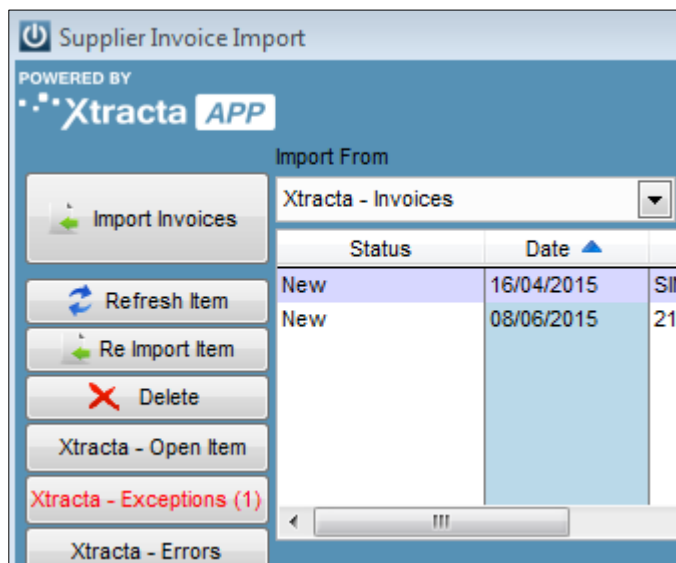 Supplier Invoice Import
POWERED BY
Xtracta APP
Import From
Import Invoices
Xtracta - Invoices
Status Date
Refresh Item
New 16/04/2015
Re Import Item
New 08/06/2015 21
Delete
Xtracta - Open Item
Xtracta - Exceptions (1)
Xtracta - Errors